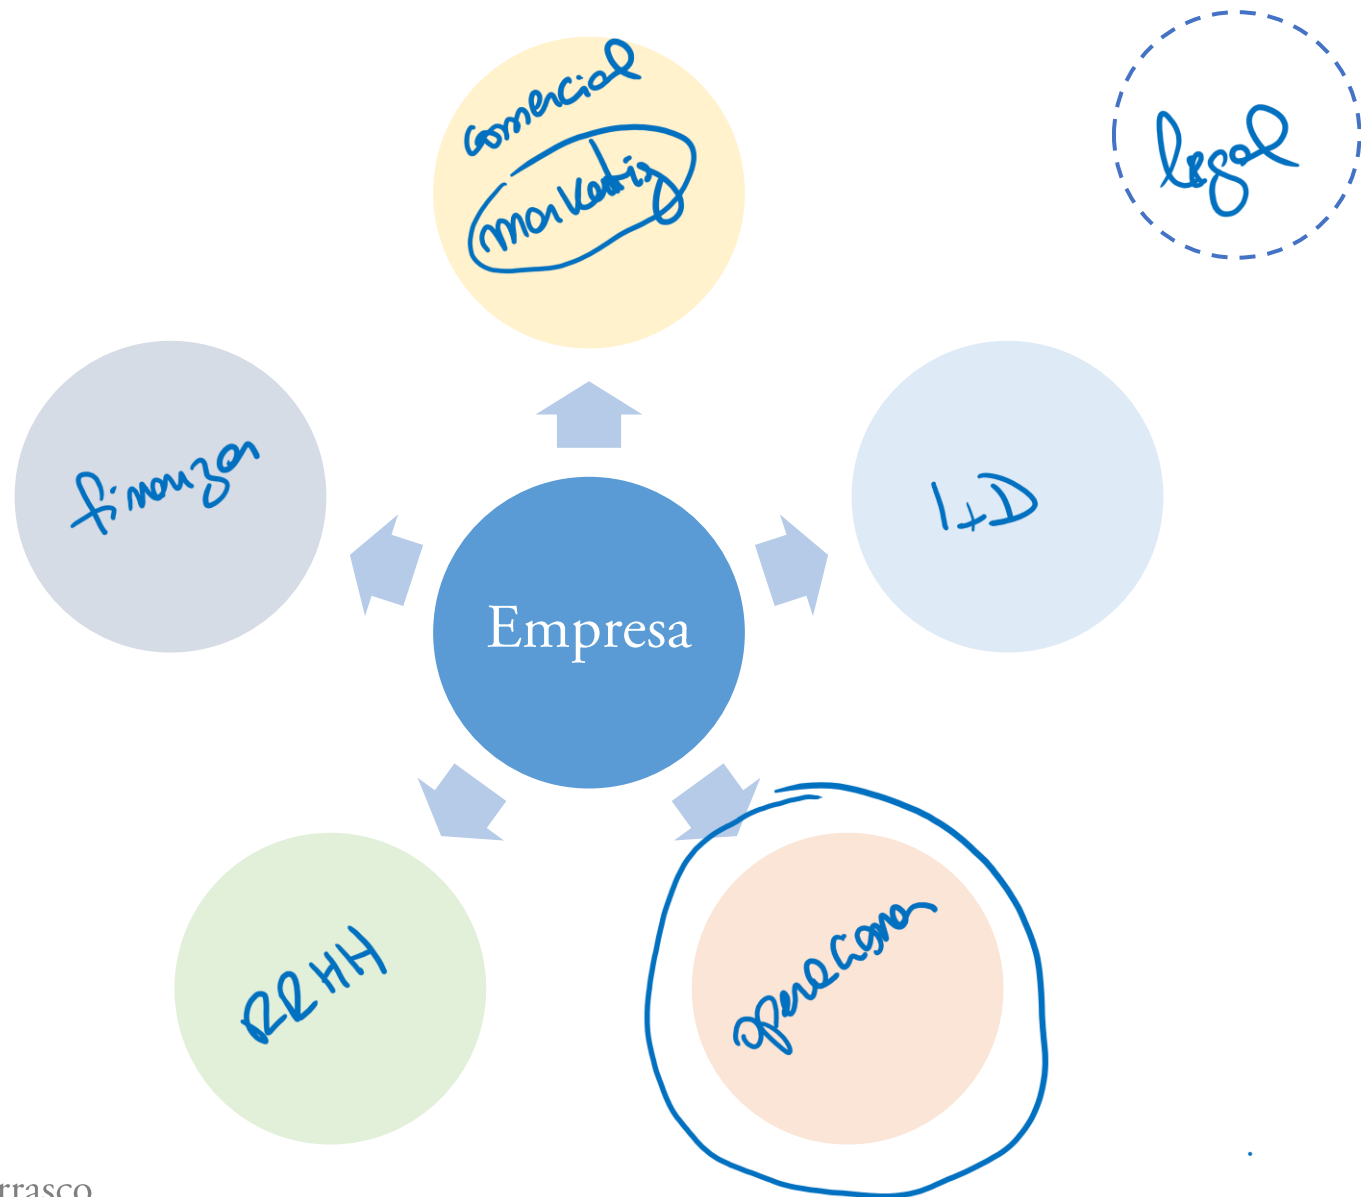 comercial
marketing
legal
finanzas
I+D
Empresa
RRHH
operaciones
rrasco